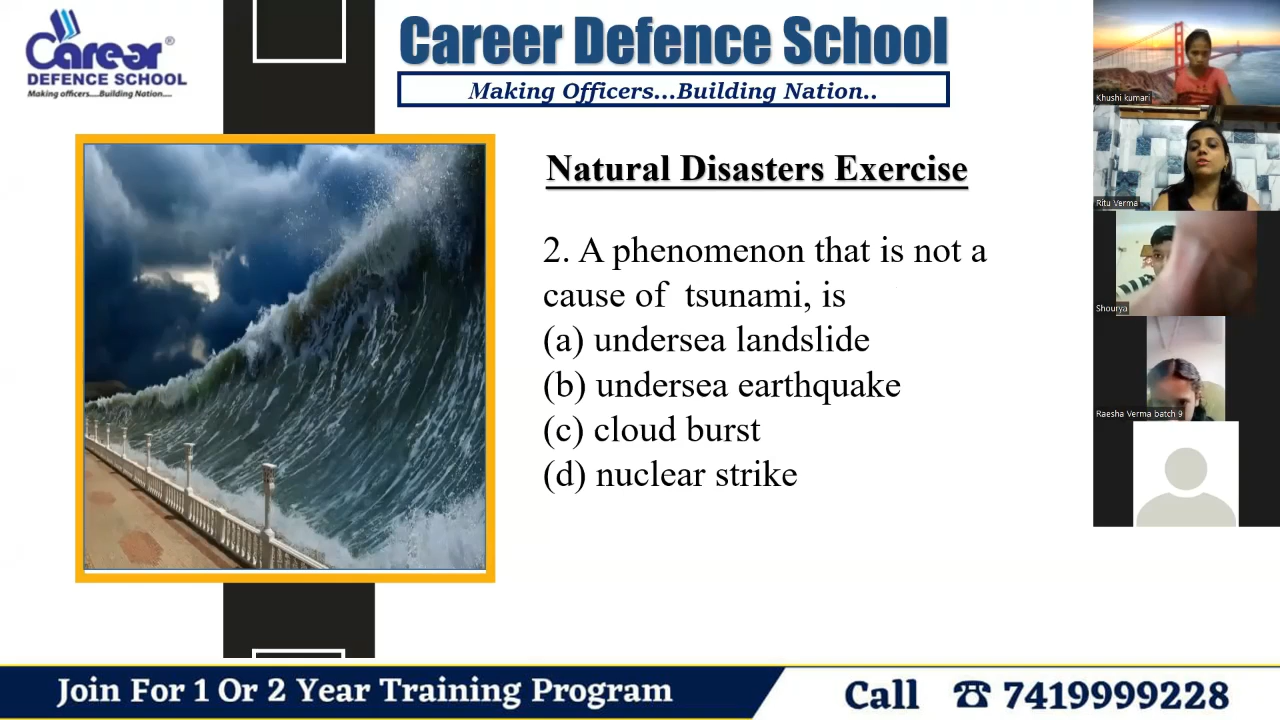 Career®
DEFENCE SCHOOL
Making officers....Building Nation....
Career Defence School
Making Officers...Building Nation..
Natural Disasters Exercise
2. A phenomenon that is not a
cause of tsunami, is
(a) undersea landslide
(b) undersea earthquake
(c) cloud burst
(d) nuclear strike
Khushi kumari
Ritu Verma
Shourya
Raesha Verma batch 9
Join For 1 Or 2 Year Training Program
Call ☎ 7419999228